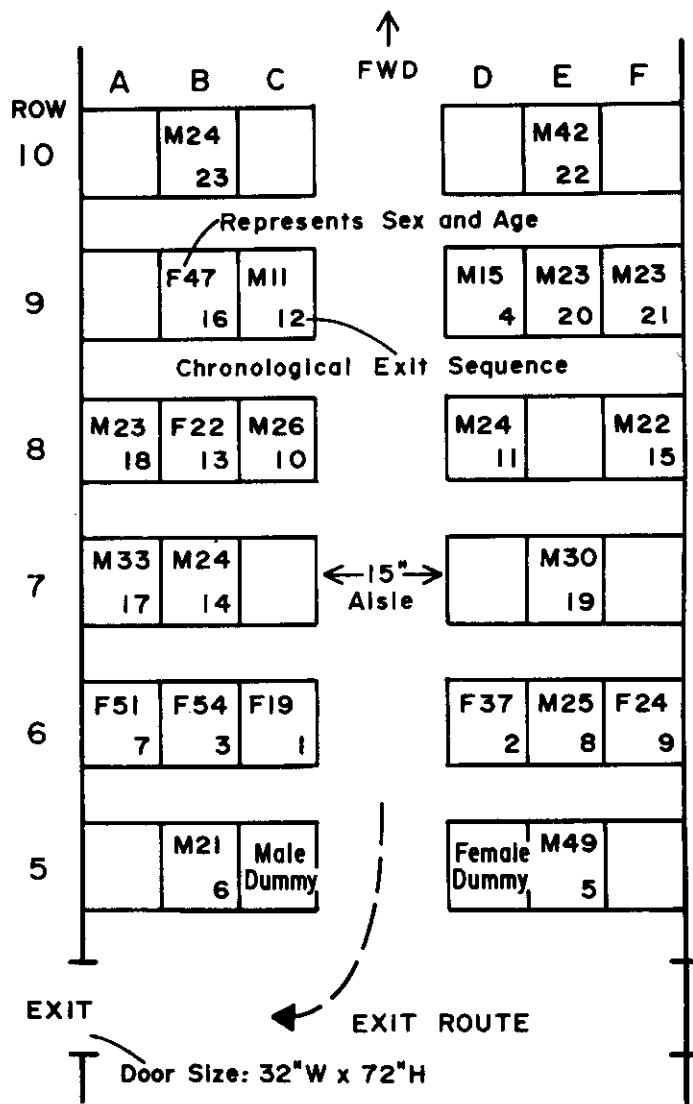 FWD
A B C D E F
ROW
10
M24 M42
23 22
Represents Sex and Age
9
F47 M11 M15 M23 M23
16 12 4 20 21
Chronological Exit Sequence
8
M23 F22 M26 M24 M22
18 13 10 11 15
7
M33 M24 15" M30
17 14 Aisle 19
6
F51 F54 F19 F37 M25 F24
7 3 1 2 8 9
5
M21 Male Female M49
6 Dummy Dummy 5
EXIT EXIT ROUTE
Door Size: 32"W x 72"H